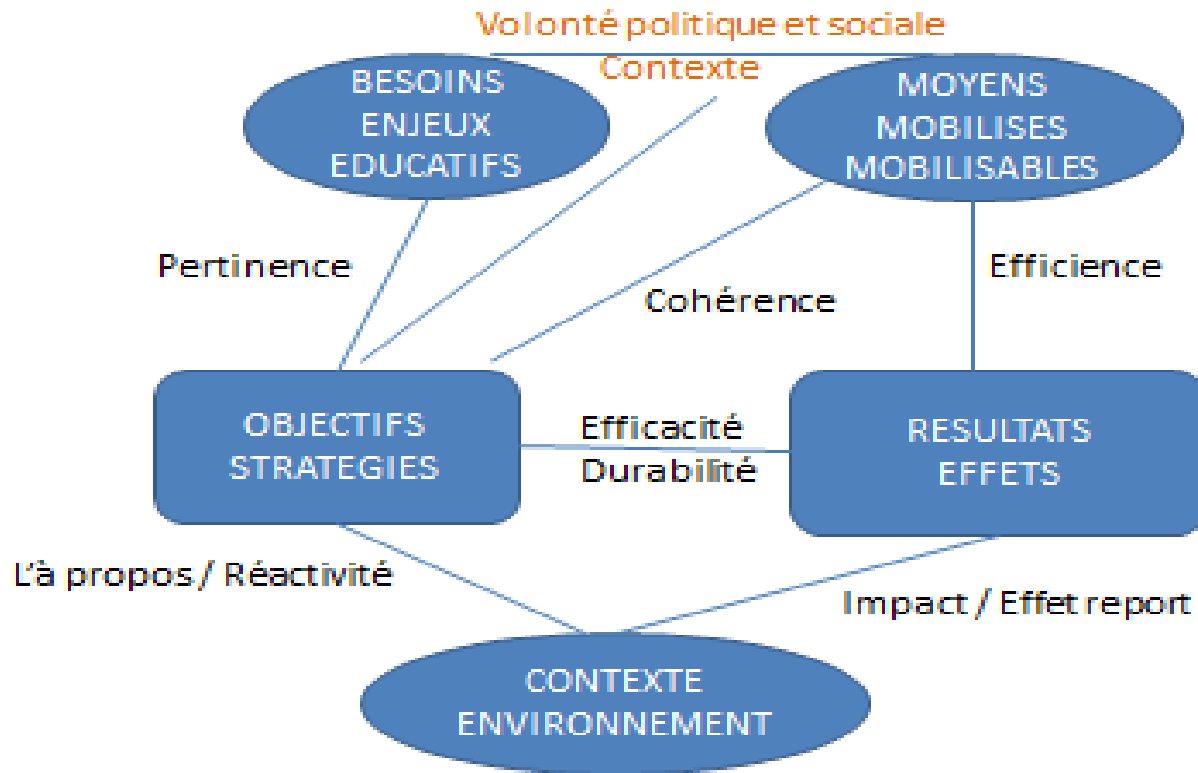 Volonté politique et sociale
Contexte
BESOINS
ENJEUX
EDUCATIFS
MOYENS
MOBILISES
MOBILISABLES
Pertinence
Cohérence
Efficience
OBJECTIFS
STRATEGIES
Efficacité
Durabilité
RESULTATS
EFFETS
L'à propos / Réactivité
Impact / Effet report
CONTEXTE
ENVIRONNEMENT